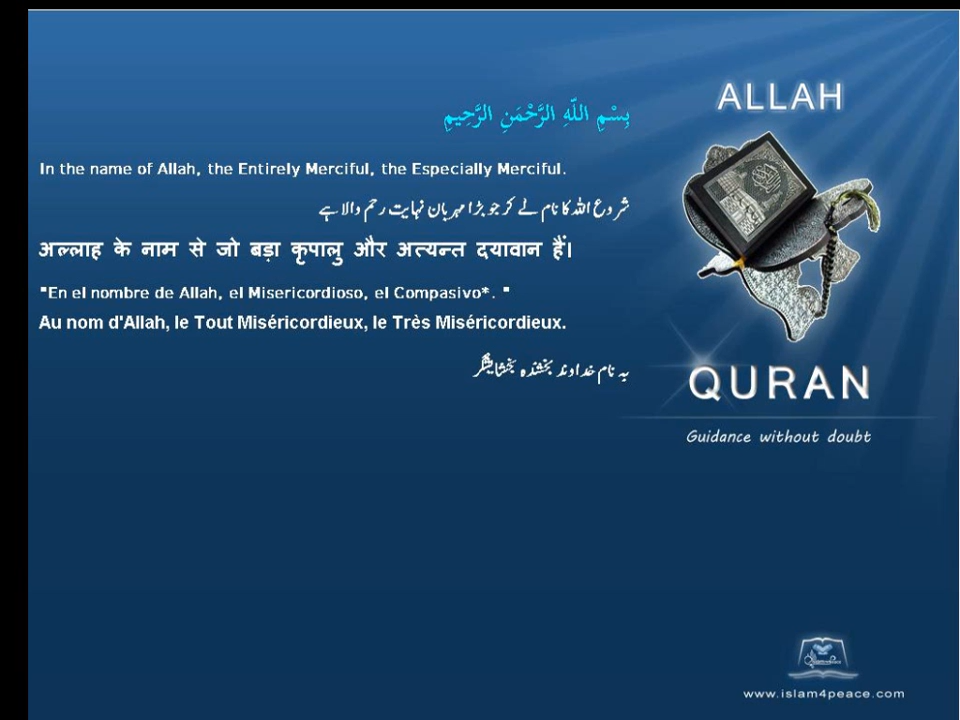 بِسْمِ اللَّهِ الرَّحْمَنِ الرَّحِيمِ
In the name of Allah, the Entirely Merciful, the Especially Merciful.
شروع الله کا نام لے کر جو بڑا مہربان نہایت رحم والا ہے
अल्लाह के नाम से जो बड़ा कृपालु और अत्यन्त दयावान हैं।
"En el nombre de Allah, el Misericordioso, el Compasivo*. "
Au nom d'Allah, le Tout Miséricordieux, le Très Miséricordieux.
به نام خداوند بخشنده بخشایشگر
ALLAH
QURAN
Guidance without doubt
www.islam4peace.com